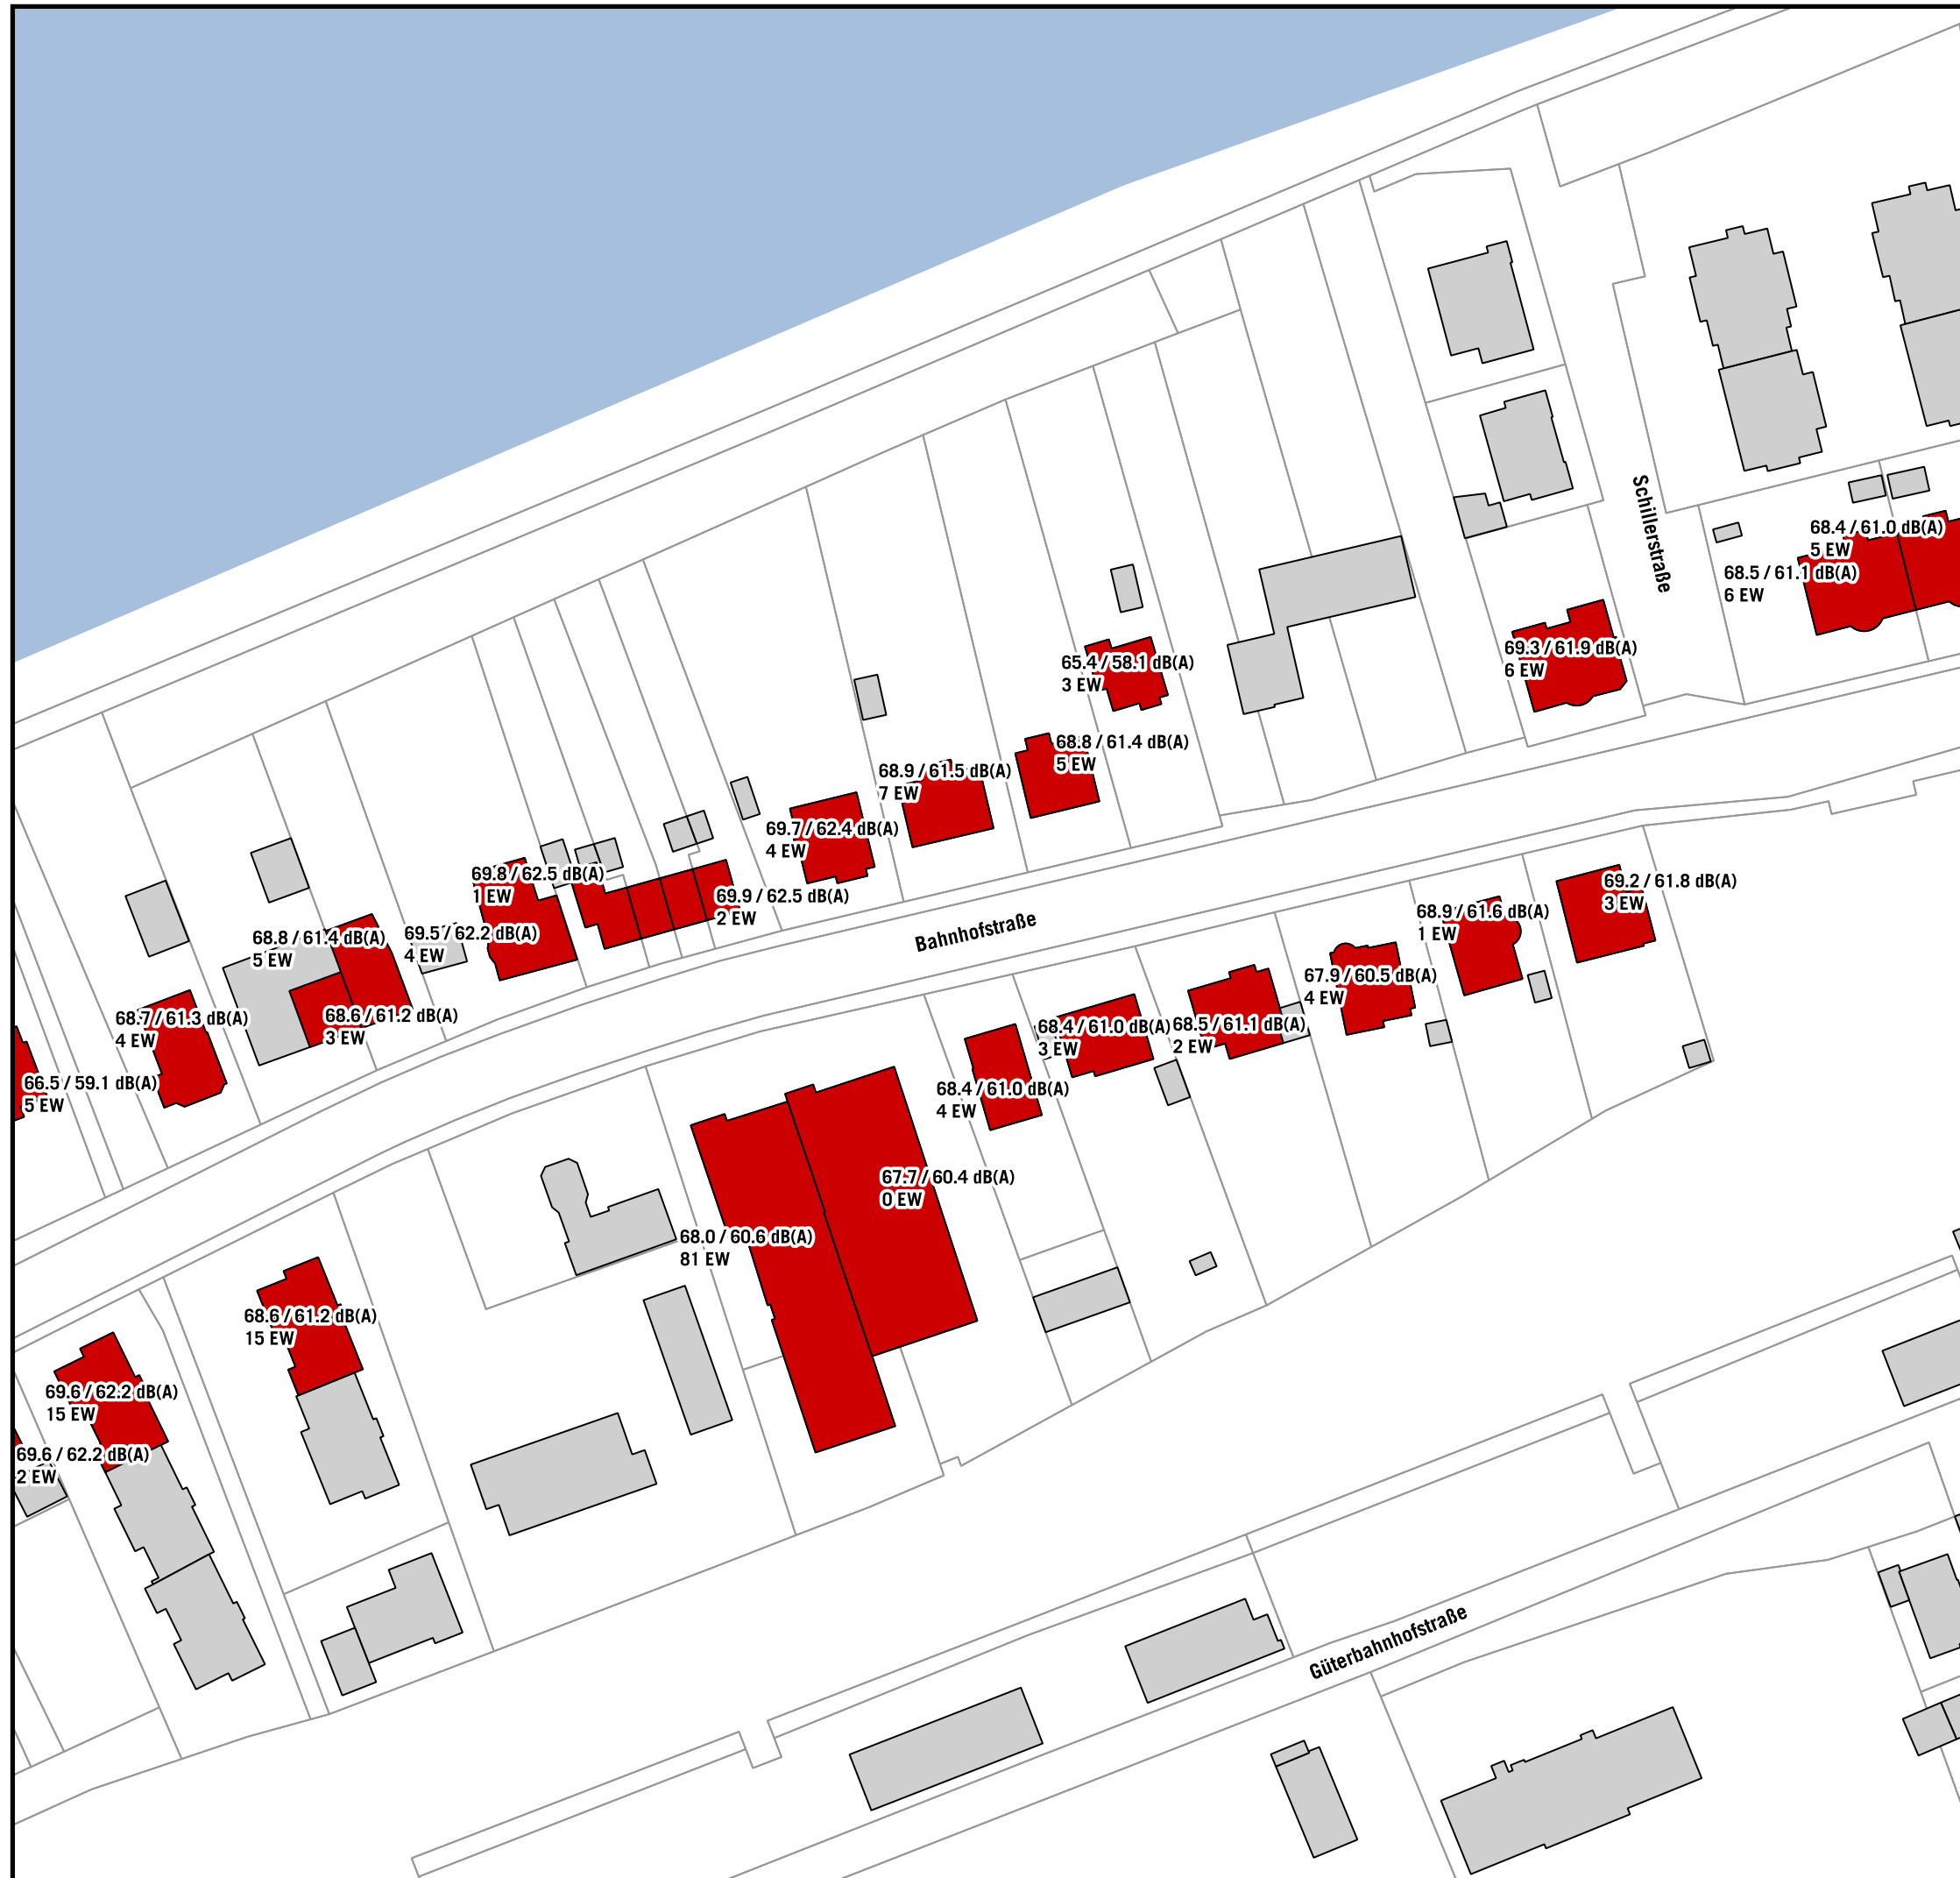 68.4 / 61.0 dB(A)
5 EW
68.5 / 61.1 dB(A)
6 EW
Schillerstraße
69.3 / 61.9 dB(A)
6 EW
65.4 / 58.1 dB(A)
3 EW
68.8 / 61.4 dB(A)
5 EW
68.9 / 61.5 dB(A)
7 EW
69.7 / 62.4 dB(A)
4 EW
69.8 / 62.5 dB(A)
1 EW
69.9 / 62.5 dB(A)
2 EW
69.2 / 61.8 dB(A)
3 EW
68.9 / 61.6 dB(A)
1 EW
Bahnhofstraße
69.5 / 62.2 dB(A)
4 EW
68.8 / 61.4 dB(A)
5 EW
67.9 / 60.5 dB(A)
4 EW
68.7 / 61.3 dB(A)
4 EW
68.6 / 61.2 dB(A)
3 EW
68.4 / 61.0 dB(A)
3 EW
68.5 / 61.1 dB(A)
2 EW
66.5 / 59.1 dB(A)
5 EW
68.4 / 61.0 dB(A)
4 EW
67.7 / 60.4 dB(A)
0 EW
68.0 / 60.6 dB(A)
81 EW
68.6 / 61.2 dB(A)
15 EW
69.6 / 62.2 dB(A)
15 EW
69.6 / 62.2 dB(A)
2 EW
Güterbahnhofstraße